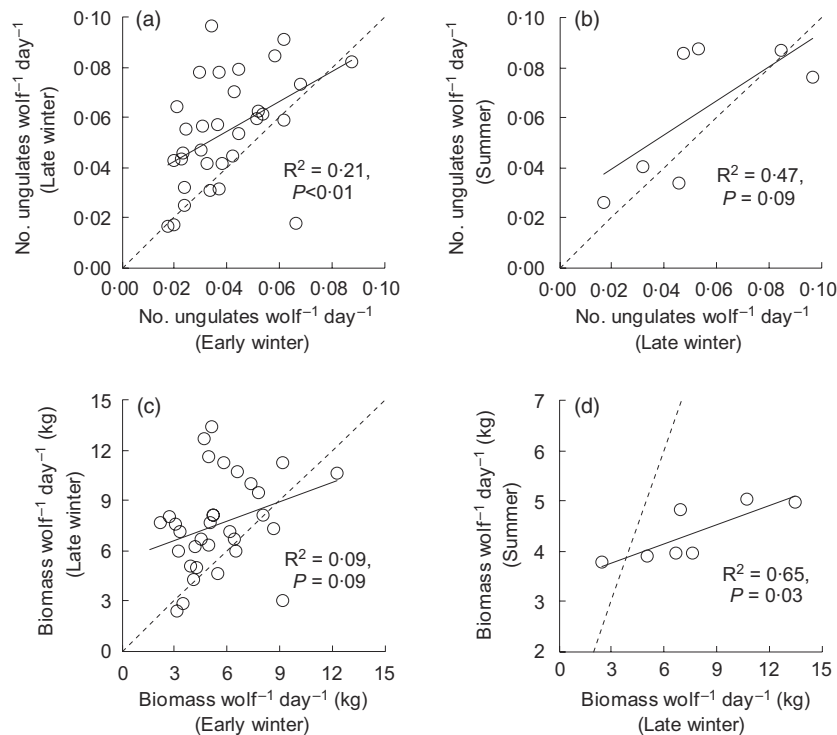 (a)
0·10
0·08
0·06
0·04
0·02
0·00
No. ungulates wolf⁻¹ day⁻¹
(Late winter)
R² = 0·21,
P<0·01
0·00 0·02 0·04 0·06 0·08 0·10
No. ungulates wolf⁻¹ day⁻¹
(Early winter)
(b)
0·10
0·08
0·06
0·04
0·02
0·00
No. ungulates wolf⁻¹ day⁻¹
(Summer)
R² = 0·47,
P = 0·09
0·00 0·02 0·04 0·06 0·08 0·10
No. ungulates wolf⁻¹ day⁻¹
(Late winter)
(c)
15
12
9
6
3
0
Biomass wolf⁻¹ day⁻¹ (kg)
(Late winter)
R² = 0·09,
P = 0·09
0 3 6 9 12 15
Biomass wolf⁻¹ day⁻¹ (kg)
(Early winter)
(d)
7
6
5
4
3
2
Biomass wolf⁻¹ day⁻¹ (kg)
(Summer)
R² = 0·65,
P = 0·03
0 3 6 9 12 15
Biomass wolf⁻¹ day⁻¹ (kg)
(Late winter)